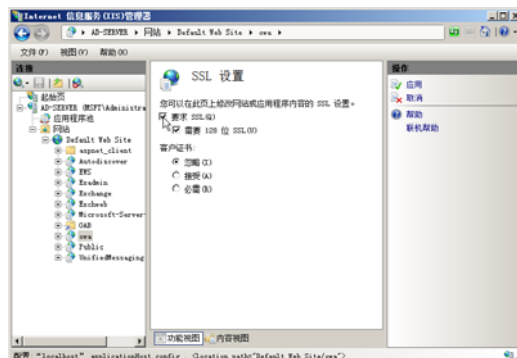 Internet 信息服务(IIS)管理器
AD-SERVER ▸ 网站 ▸ Default Web Site ▸ owa ▸
文件(F) 视图(V) 帮助(H)
连接
起始页
AD-SERVER (MSFT\Administra
应用程序池
网站
Default Web Site
aspnet_client
Autodiscover
EWS
Exadmin
Exchange
Exchweb
Microsoft-Server-
OAB
owa
Public
UnifiedMessaging
SSL 设置
您可以在此页上修改网站或应用程序内容的 SSL 设置。
要求 SSL(Q)
需要 128 位 SSL(U)
客户证书:
忽略(I)
接受(A)
必需(R)
功能视图 内容视图
操作
应用
取消
帮助
联机帮助
配置: "localhost" applicationHost.config , <location path="Default Web Site/owa">